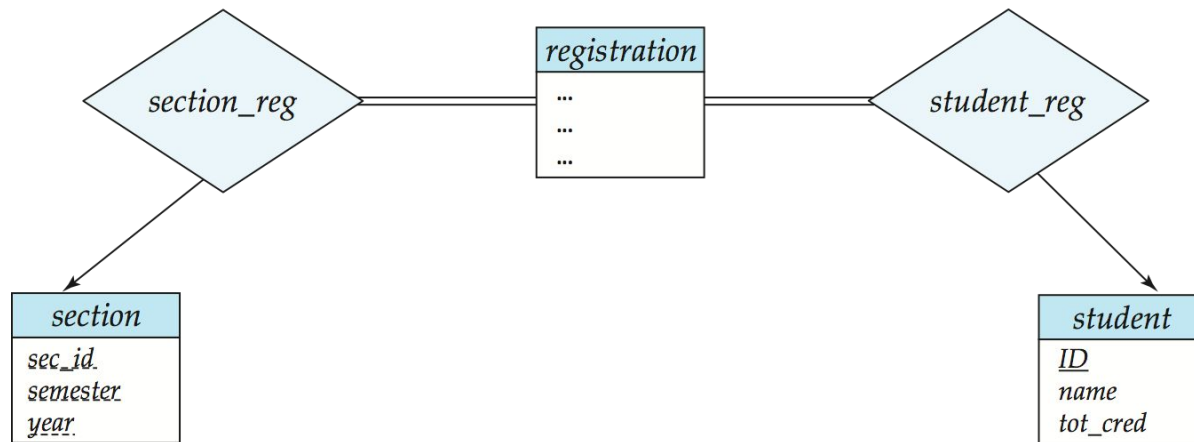 section_reg
registration
...
...
...
student_reg
section
sec_id
semester
year
student
ID
name
tot_cred